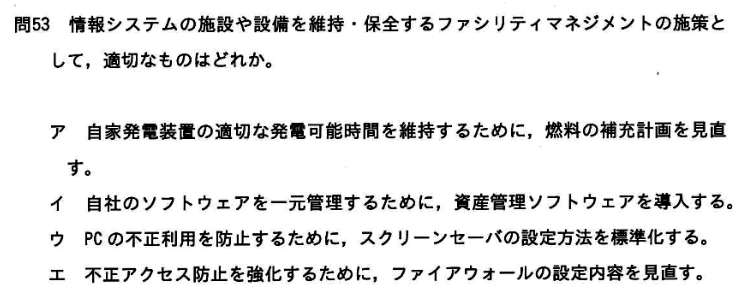 問53 情報システムの施設や設備を維持・保全するファシリティマネジメントの施策と
して，適切なものはどれか。
ア 自家発電装置の適切な発電可能時間を維持するために，燃料の補充計画を見直
す。
イ 自社のソフトウェアを一元管理するために，資産管理ソフトウェアを導入する。
ウ PCの不正利用を防止するために，スクリーンセーバの設定方法を標準化する。
エ 不正アクセス防止を強化するために，ファイアウォールの設定内容を見直す。